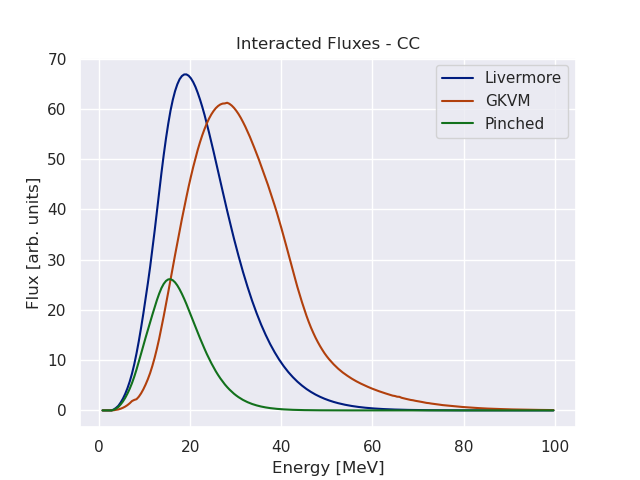 Interacted Fluxes - CC
Livermore
GKVM
Pinched
Flux [arb. units]
70
60
50
40
30
20
10
0
0 20 40 60 80 100
Energy [MeV]